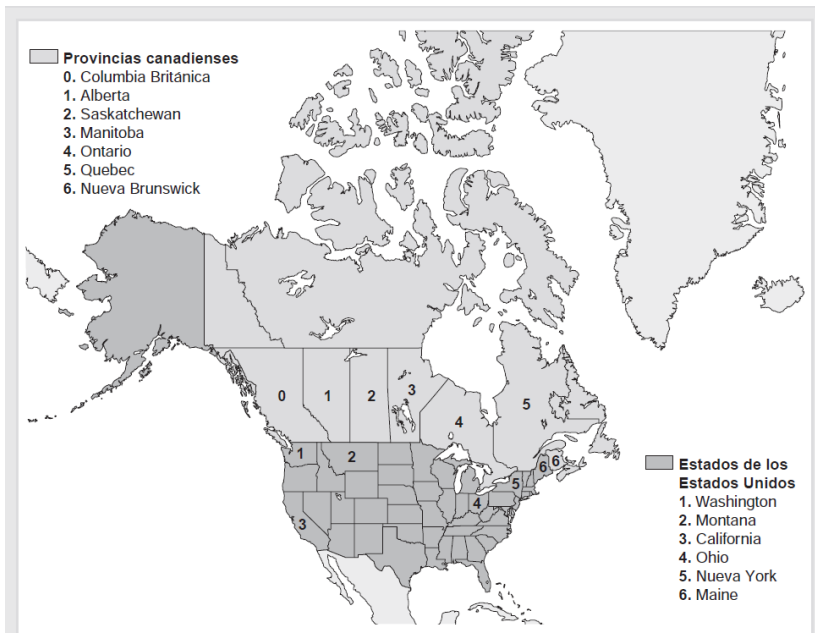 Provincias canadienses
0. Columbia Británica
1. Alberta
2. Saskatchewan
3. Manitoba
4. Ontario
5. Quebec
6. Nueva Brunswick
0
1
2
3
4
5
1
2
3
4
5
6
6
Estados de los
Estados Unidos
1. Washington
2. Montana
3. California
4. Ohio
5. Nueva York
6. Maine